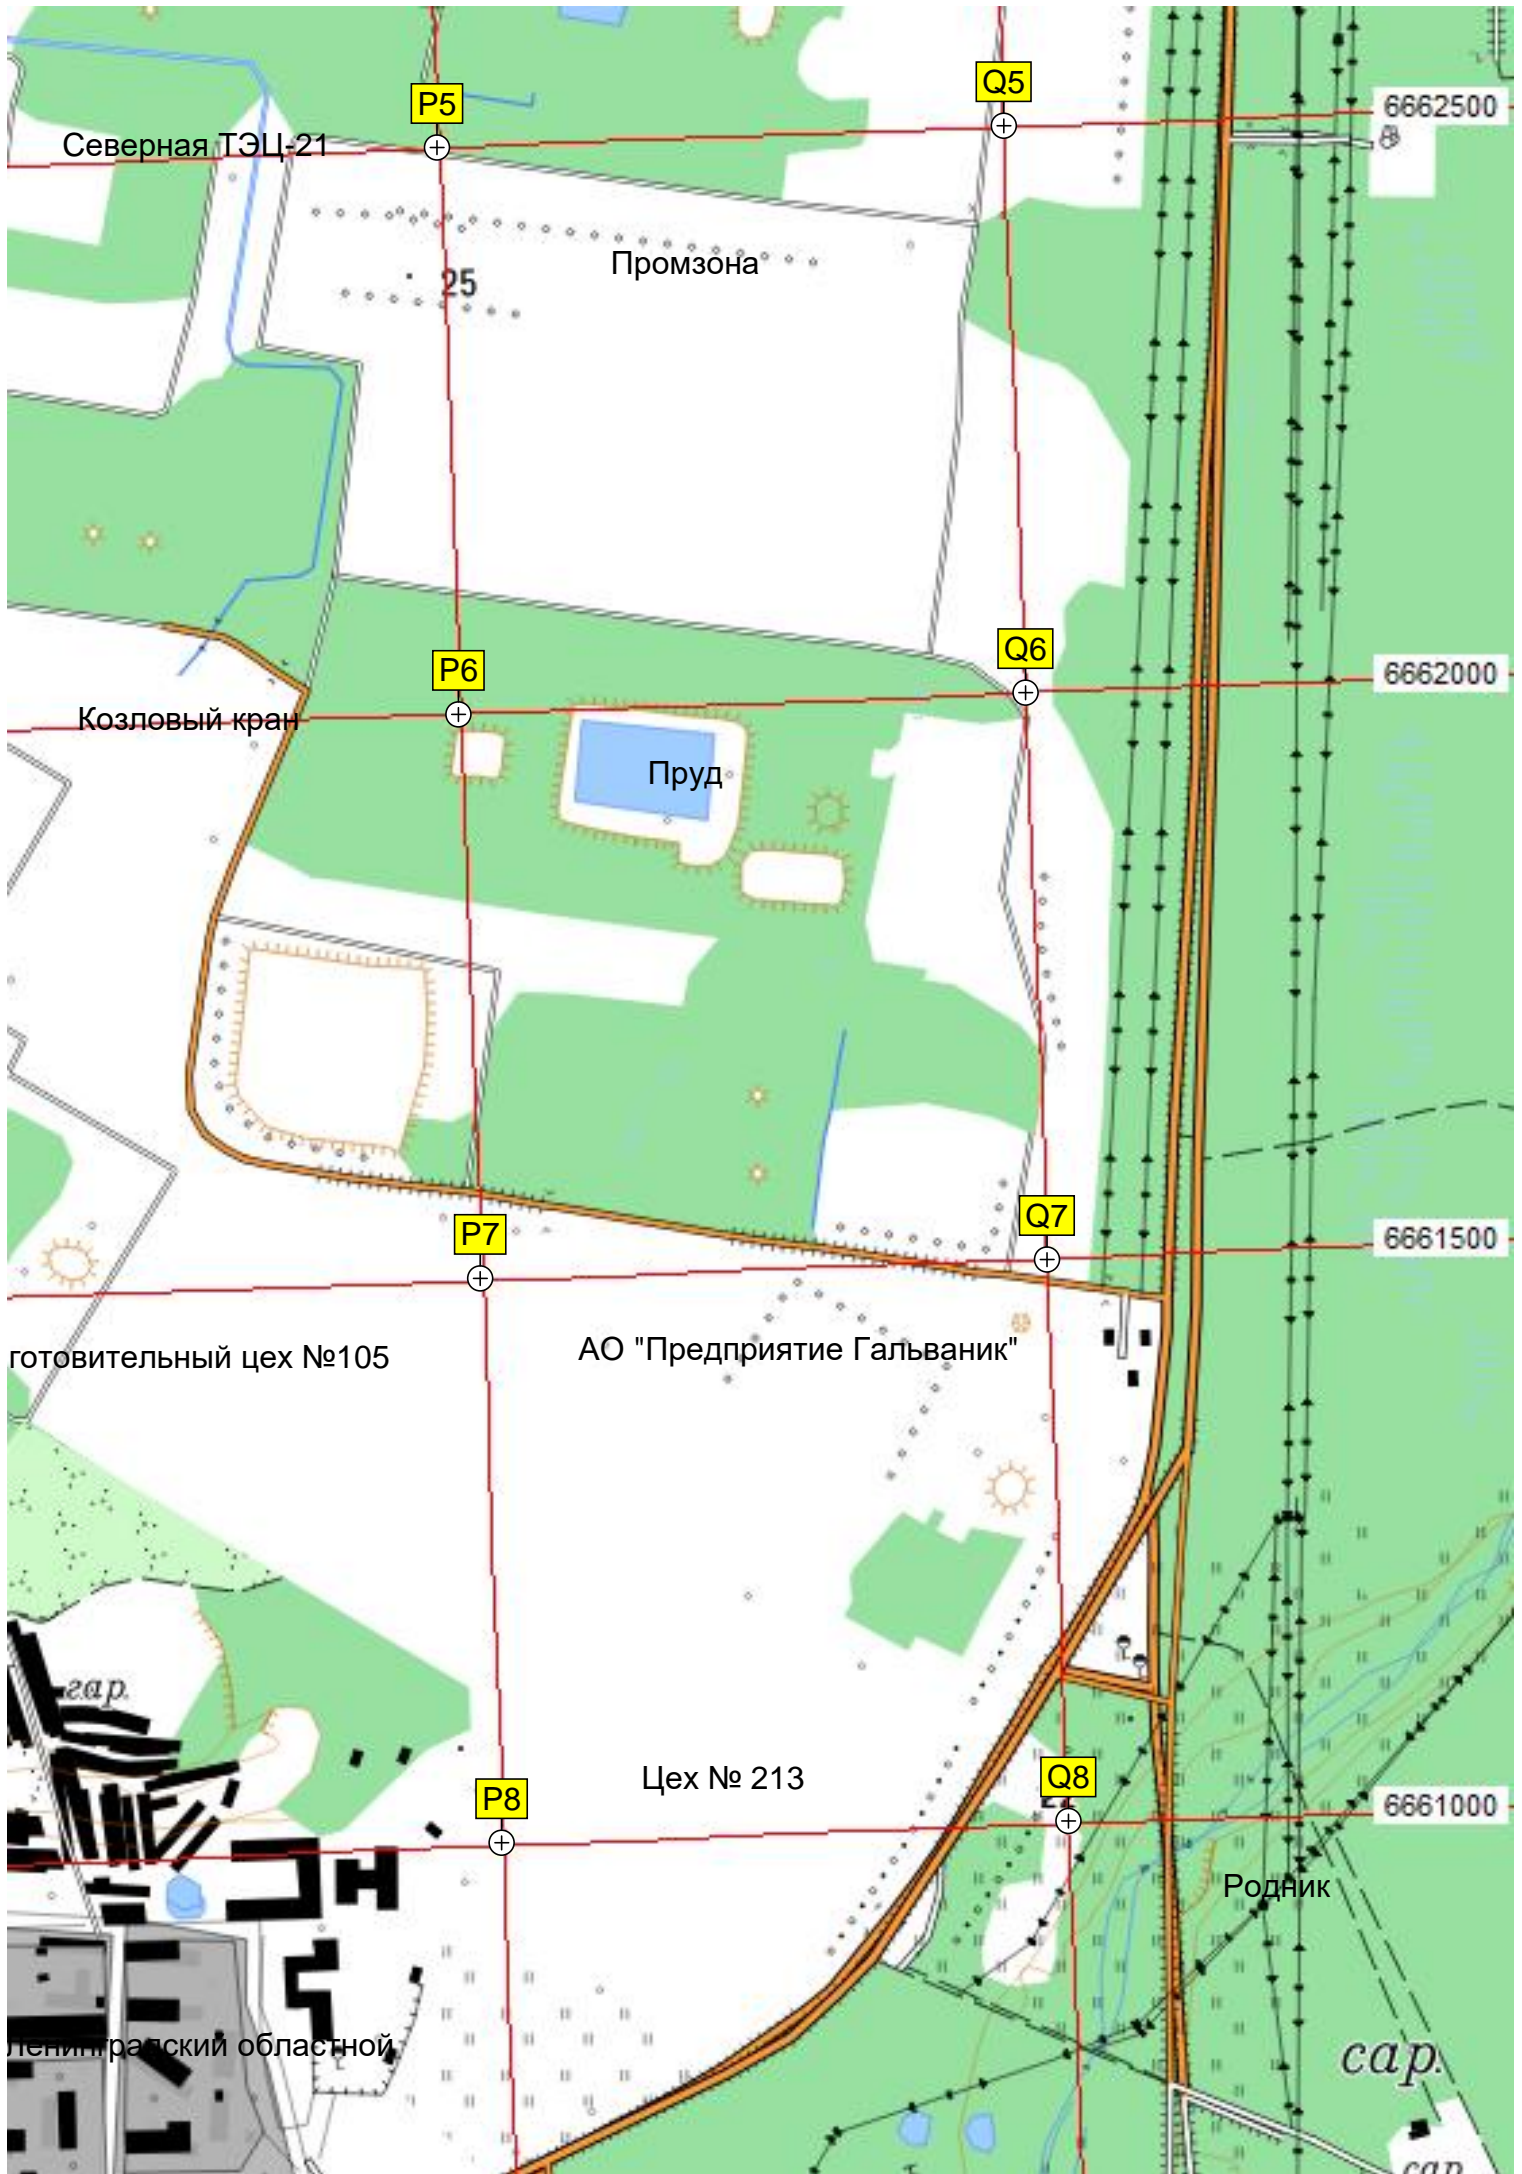 Q5
P5
6662500
Северная ТЭЦ-21
Промзона
25
Q6
P6
6662000
Козловый кран
Пруд
Q7
P7
6661500
АО "Предприятие Гальваник"
готовительный цех №105
гар.
Q8
Цех № 213
P8
6661000
Родник
Ленинградский областной
сар.
сар